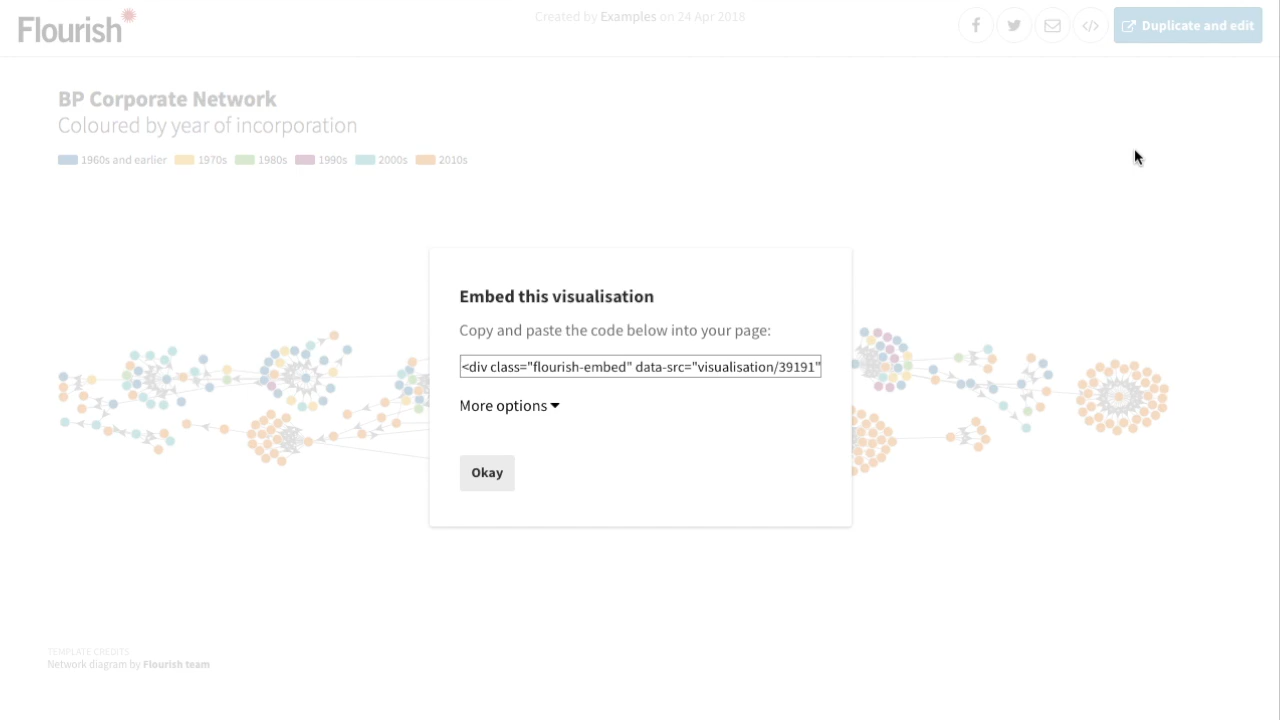 Flourish
Created by Examples on 24 Apr 2018
Duplicate and edit
BP Corporate Network
Coloured by year of incorporation
1960s and earlier 1970s 1980s 1990s 2000s 2010s
Embed this visualisation
Copy and paste the code below into your page:
<div class="flourish-embed" data-src="visualisation/39191"
More options
Okay
TEMPLATE CREDITS
Network diagram by Flourish team